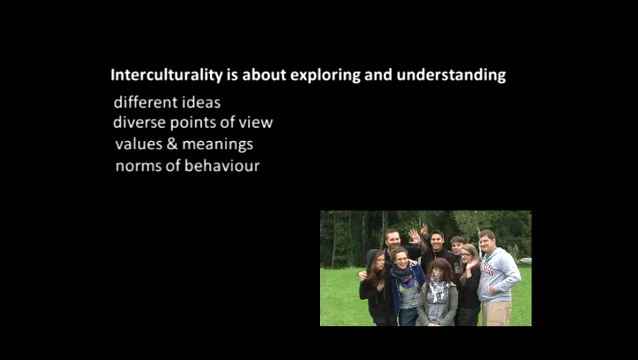 Interculturality is about exploring and understanding
different ideas
diverse points of view
values & meanings
norms of behaviour